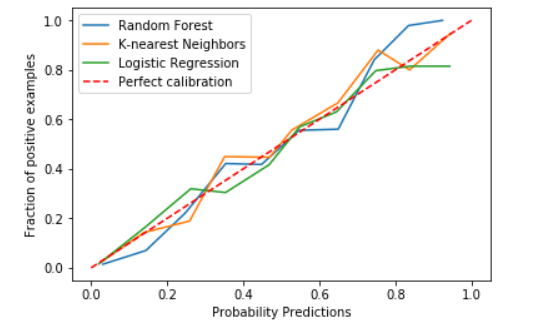 1.0
0.8
0.6
0.4
0.2
0.0
Fraction of positive examples
Random Forest
K-nearest Neighbors
Logistic Regression
Perfect calibration
0.0 0.2 0.4 0.6 0.8 1.0
Probability Predictions